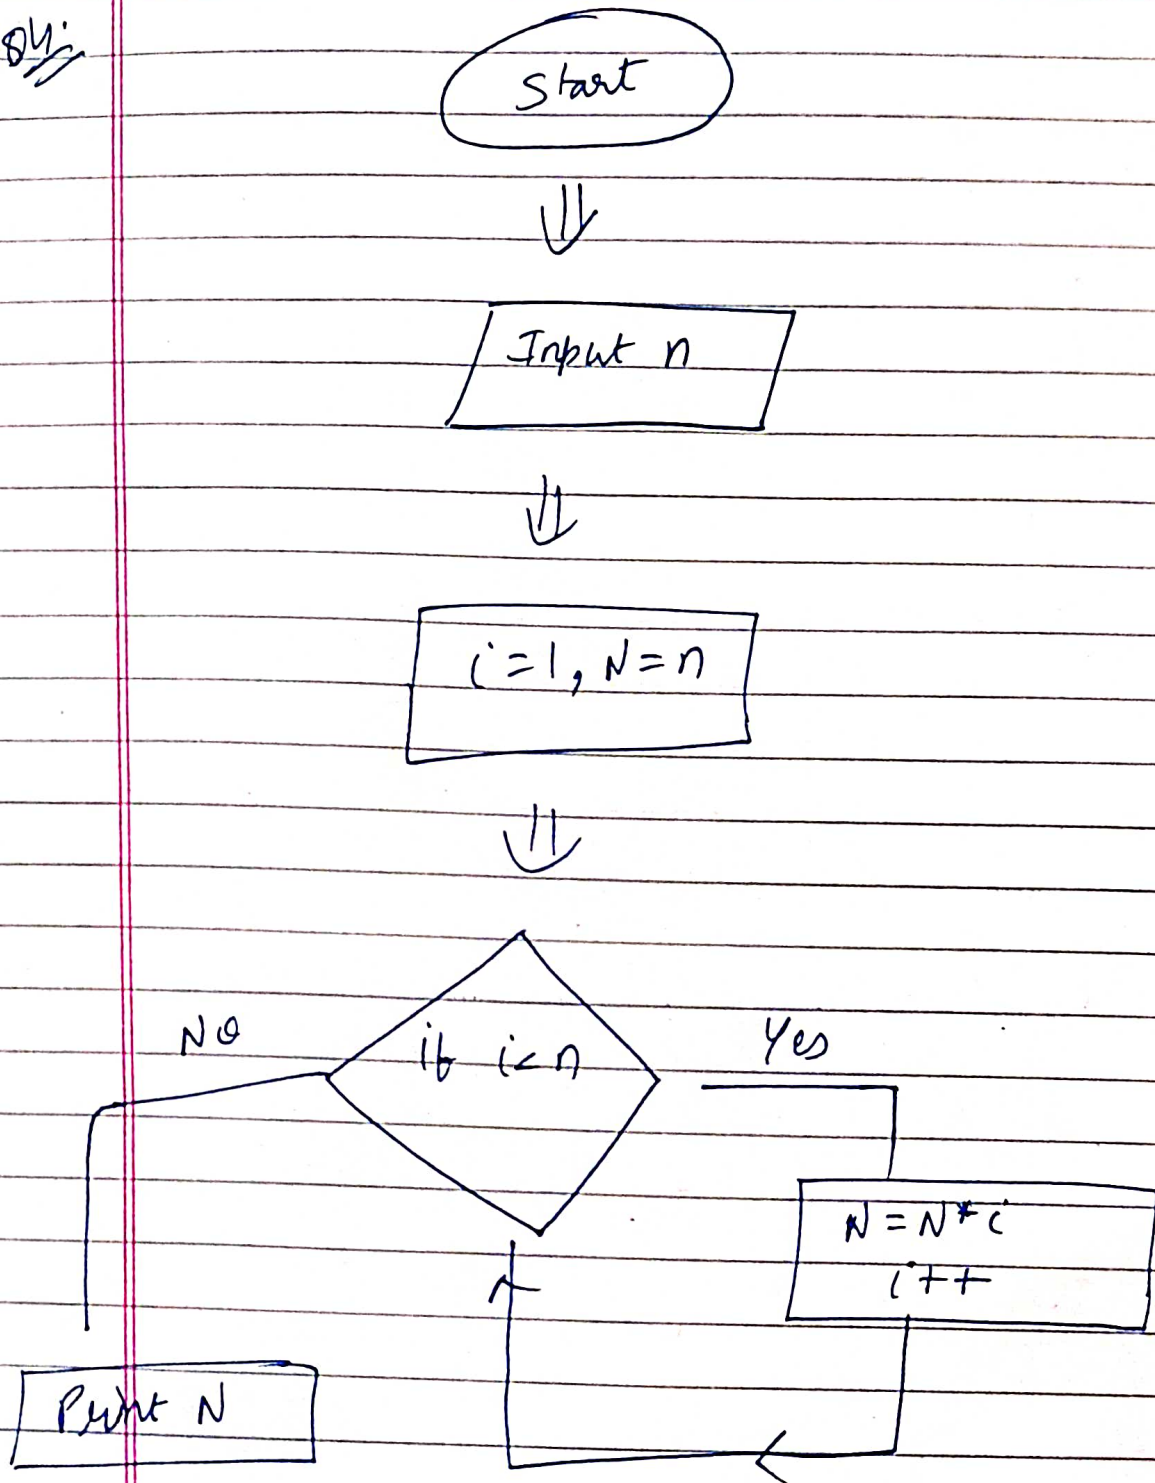 Start
Input n
i=1, N=n
if i<n
No
Yes
N=N*i
i++
Print N